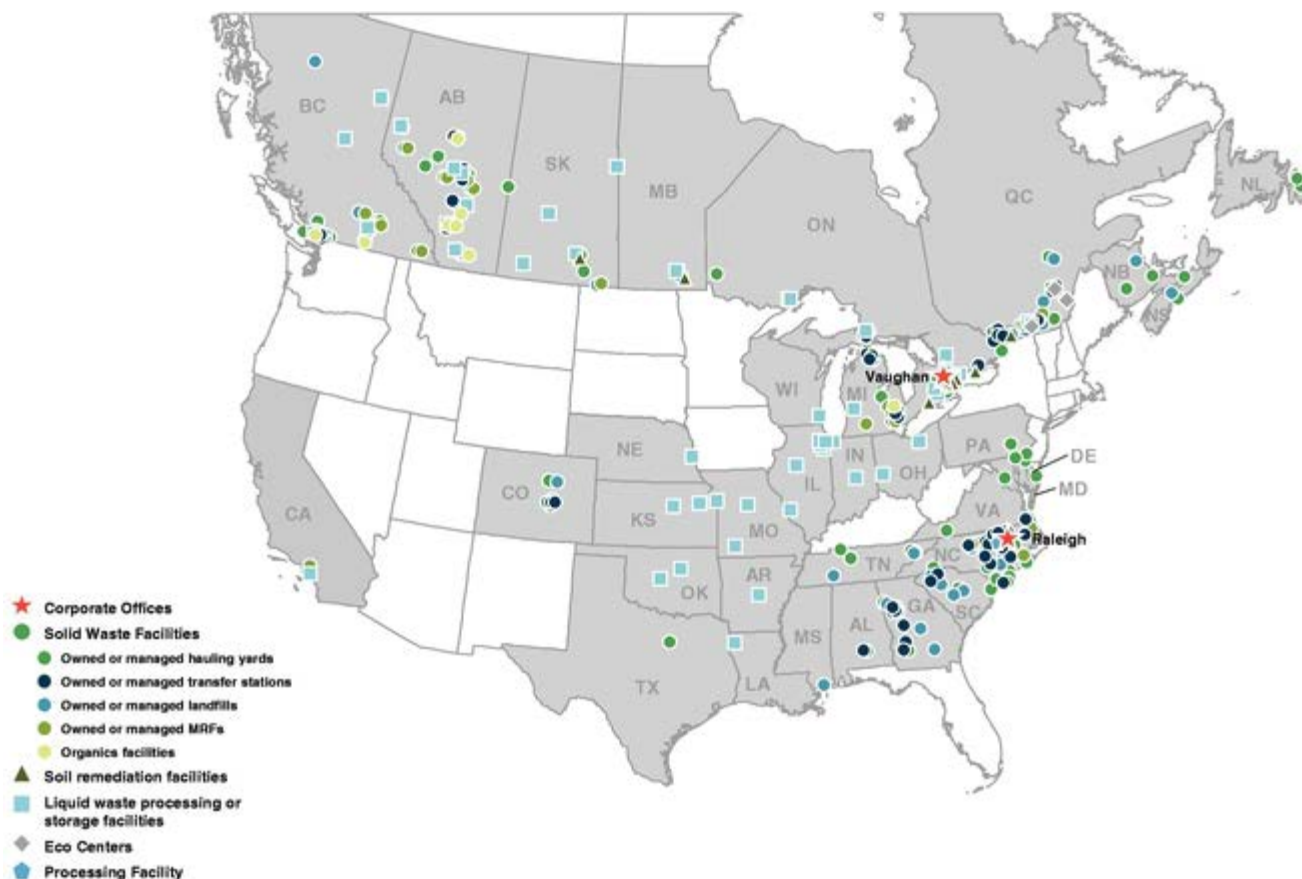 BC
AB
SK
MB
ON
QC
NL
NB
NS
Vaughan
WI
MI
PA
DE
MD
NE
IN
OH
IL
VA
CO
CA
KS
MO
Raleigh
TN
NC
OK
AR
SC
MS
AL
GA
TX
LA
Corporate Offices
Solid Waste Facilities
Owned or managed hauling yards
Owned or managed transfer stations
Owned or managed landfills
Owned or managed MRFs
Organics facilities
Soil remediation facilities
Liquid waste processing or
storage facilities
Eco Centers
Processing Facility